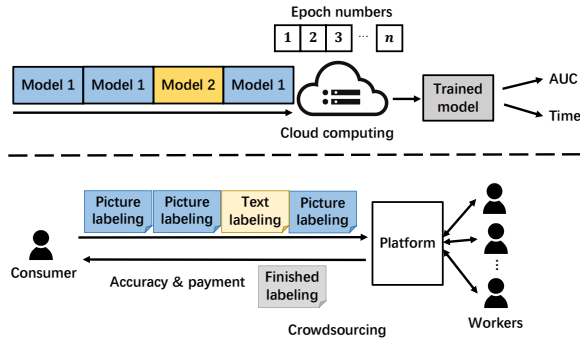 Epoch numbers
1 2 3 ... n
Model 1 Model 1 Model 2 Model 1
Cloud computing
Trained
model
AUC
Time
Picture
labeling
Picture
labeling
Text
labeling
Picture
labeling
Consumer
Accuracy & payment
Finished
labeling
Platform
Crowdsourcing
⋮
Workers